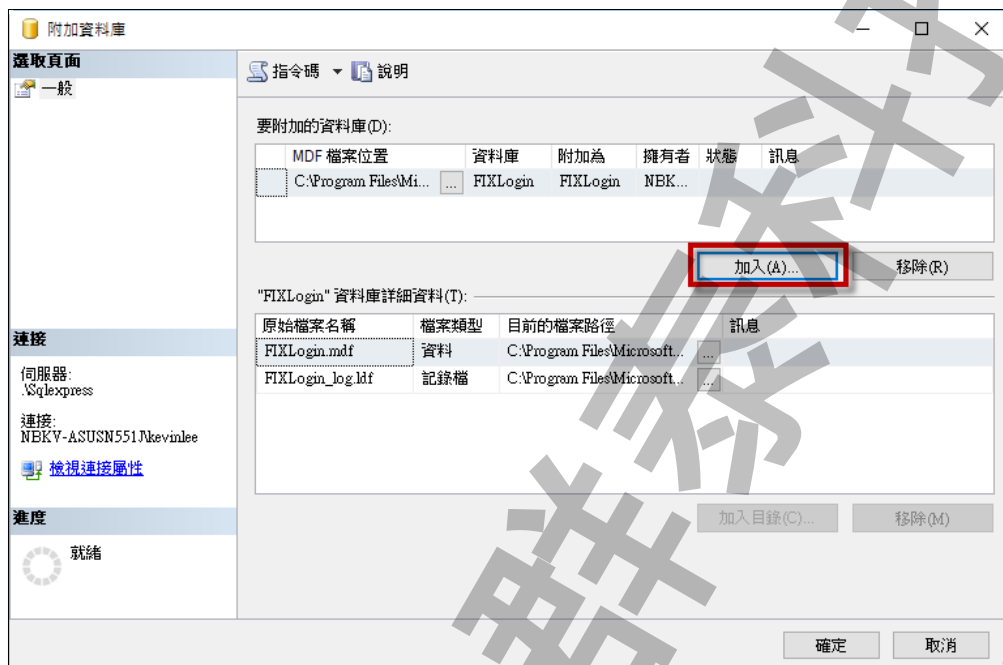 附加資料庫
選取頁面
一般
指令碼 說明
要附加的資料庫(D):
MDF 檔案位置 資料庫 附加為 擁有者 狀態 訊息
C:\Program Files\Mi... ... FIXLogin FIXLogin NBK...
加入(A)... 移除(R)
"FIXLogin" 資料庫詳細資料(T):
原始檔案名稱 檔案類型 目前的檔案路徑 訊息
FIXLogin.mdf 資料 C:\Program Files\Microsoft... ...
FIXLogin_log.ldf 記錄檔 C:\Program Files\Microsoft... ...
加入目錄(C)... 移除(M)
連接
伺服器:
.\Sqlexpress
連接:
NBKV-ASUSN551J\kevinlee
檢視連接屬性
進度
就緒
確定 取消
群泰科技